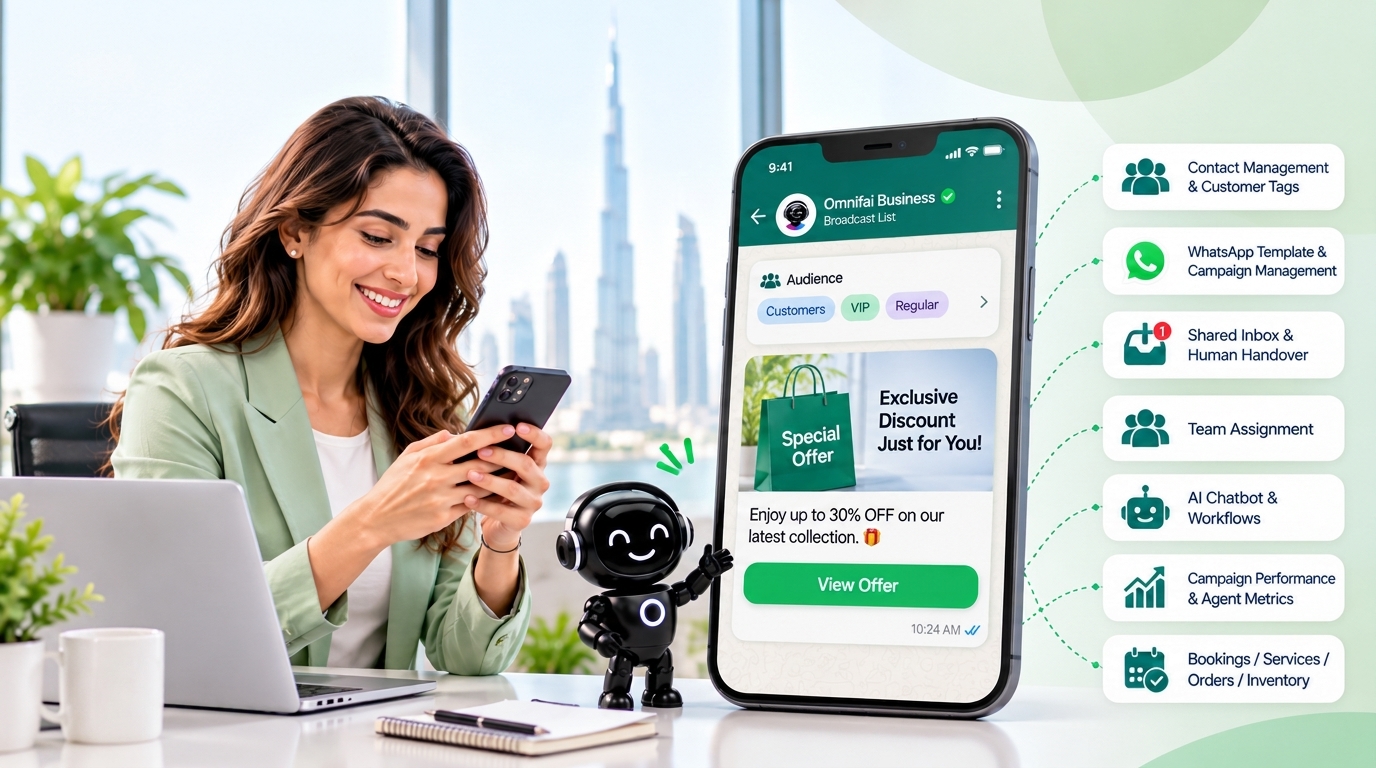 9:41
Omnifai Business
Broadcast List
Audience
Customers
VIP
Regular
Special
Offer
Exclusive
Discount
Just for You!
Enjoy up to 30% OFF on our
latest collection. 🎁
View Offer
10:24 AM
Contact Management
& Customer Tags
WhatsApp Template &
Campaign Management
1
Shared Inbox &
Human Handover
Team Assignment
AI Chatbot &
Workflows
Campaign Performance
& Agent Metrics
Bookings / Services /
Orders / Inventory